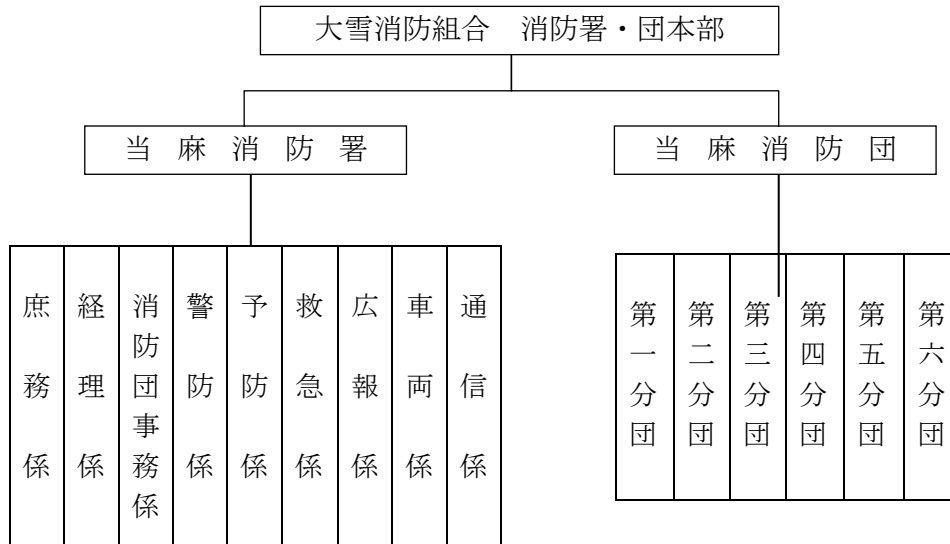 大雪消防組合　消防署・団本部
当麻消防署
当麻消防団
庶務係
経理係
消防団事務係
警防係
予防係
救急係
広報係
車両係
通信係
第一分団
第二分団
第三分団
第四分団
第五分団
第六分団